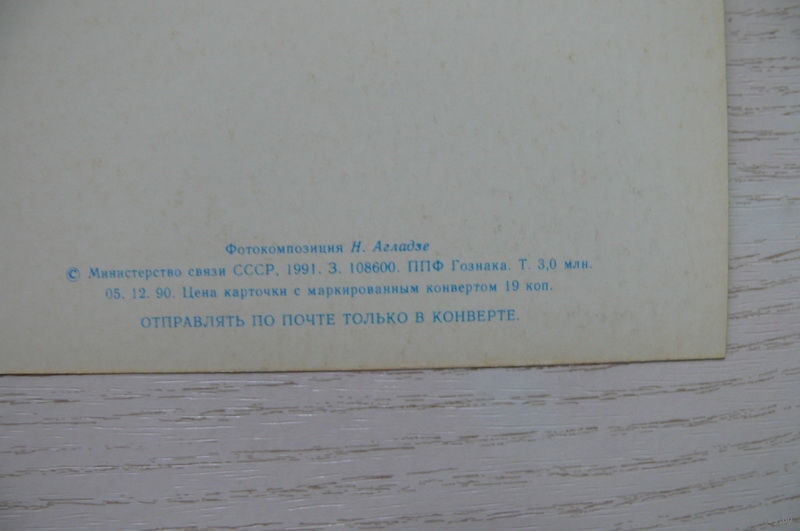 Фотокомпозиция Н. Агладзе
© Министерство связи СССР, 1991. З. 108600. ППФ Гознака. Т. 3,0 млн.
05. 12. 90. Цена карточки с маркированным конвертом 19 коп.
ОТПРАВЛЯТЬ ПО ПОЧТЕ ТОЛЬКО В КОНВЕРТЕ.